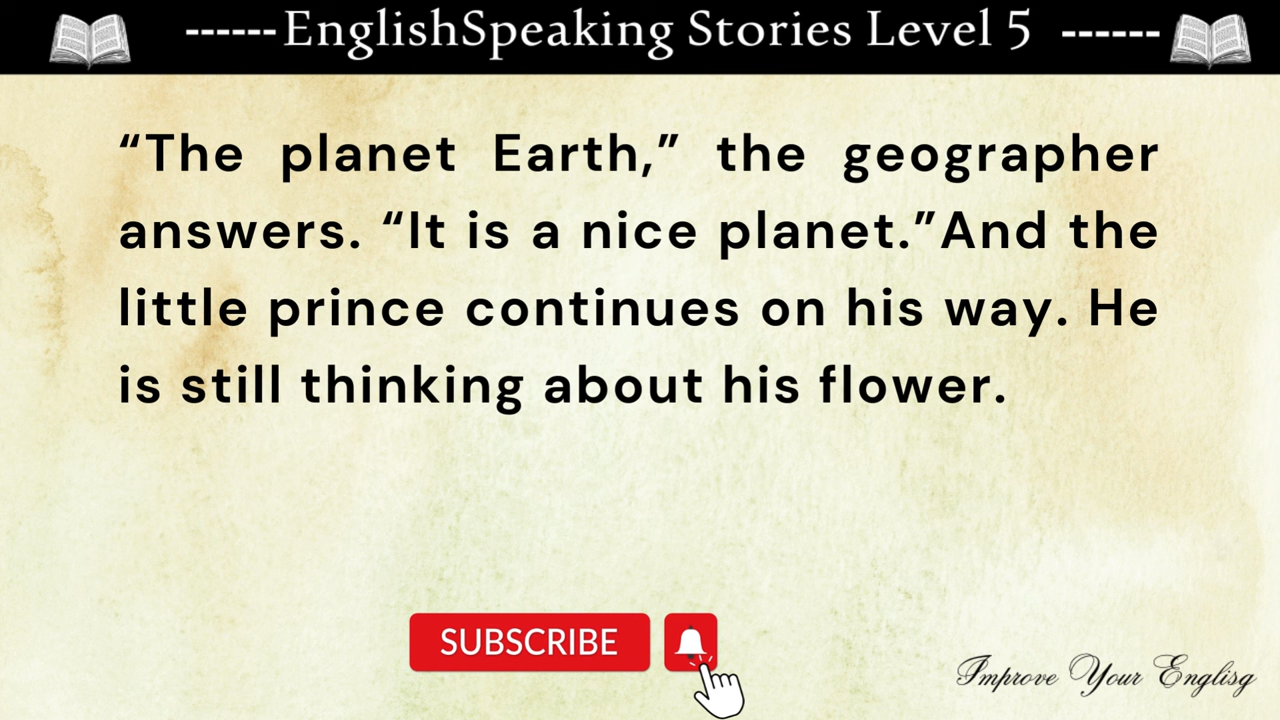 ------EnglishSpeaking Stories Level 5 ------
“The planet Earth,” the geographer
answers. “It is a nice planet.”And the
little prince continues on his way. He
is still thinking about his flower.
SUBSCRIBE
Improve Your Englisg